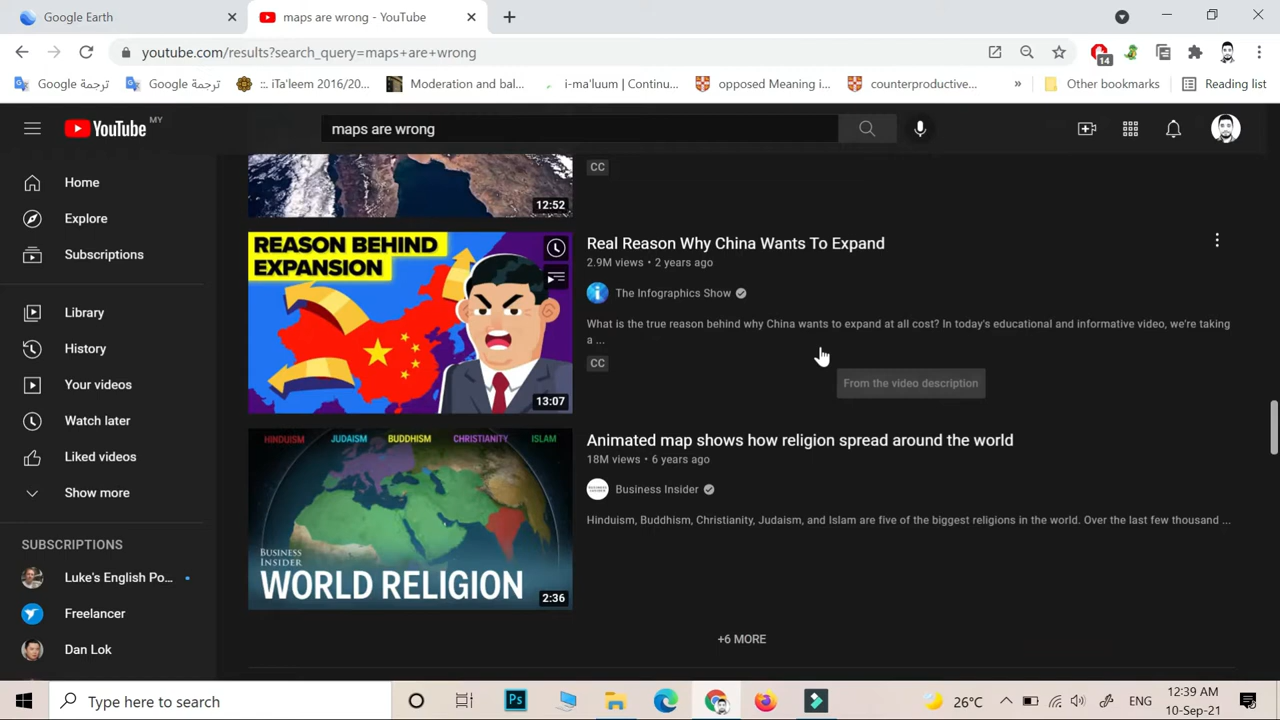 Google Earth
maps are wrong - YouTube
youtube.com/results?search_query=maps+are+wrong
14
ترجمة Google
ترجمة Google
::. iTa'leem 2016/20...
Moderation and bal...
i-ma'luum | Continu...
opposed Meaning i...
counterproductive...
»
Other bookmarks
Reading list
YouTube MY
maps are wrong
Home
Explore
Subscriptions
Library
History
Your videos
Watch later
Liked videos
Show more
SUBSCRIPTIONS
Luke's English Po...
Freelancer
Dan Lok
12:52
CC
REASON BEHIND
EXPANSION
13:07
Real Reason Why China Wants To Expand
2.9M views • 2 years ago
The Infographics Show
What is the true reason behind why China wants to expand at all cost? In today's educational and informative video, we're taking
a ...
CC
From the video description
HINDUISM JUDAISM BUDDHISM CHRISTIANITY ISLAM
BUSINESS
INSIDER
WORLD RELIGION
2:36
Animated map shows how religion spread around the world
18M views • 6 years ago
Business Insider
Hinduism, Buddhism, Christianity, Judaism, and Islam are five of the biggest religions in the world. Over the last few thousand ...
+6 MORE
Type here to search
Ps
26°C
ENG
12:39 AM
10-Sep-21